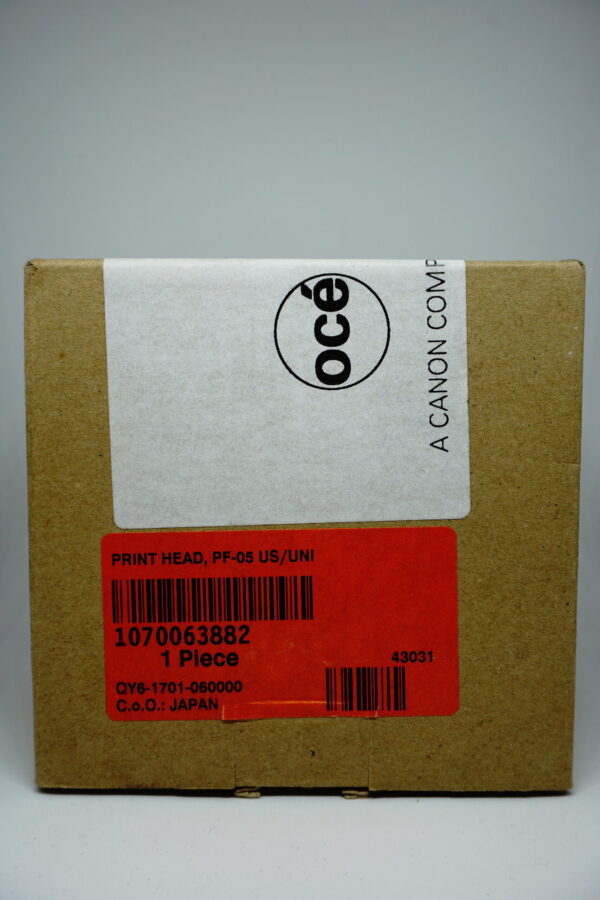 océ
A CANON COMP
PRINT HEAD, PF-05 US/UNI
1070063882
1 Piece
43031
QY6-1701-060000
C.o.O.: JAPAN